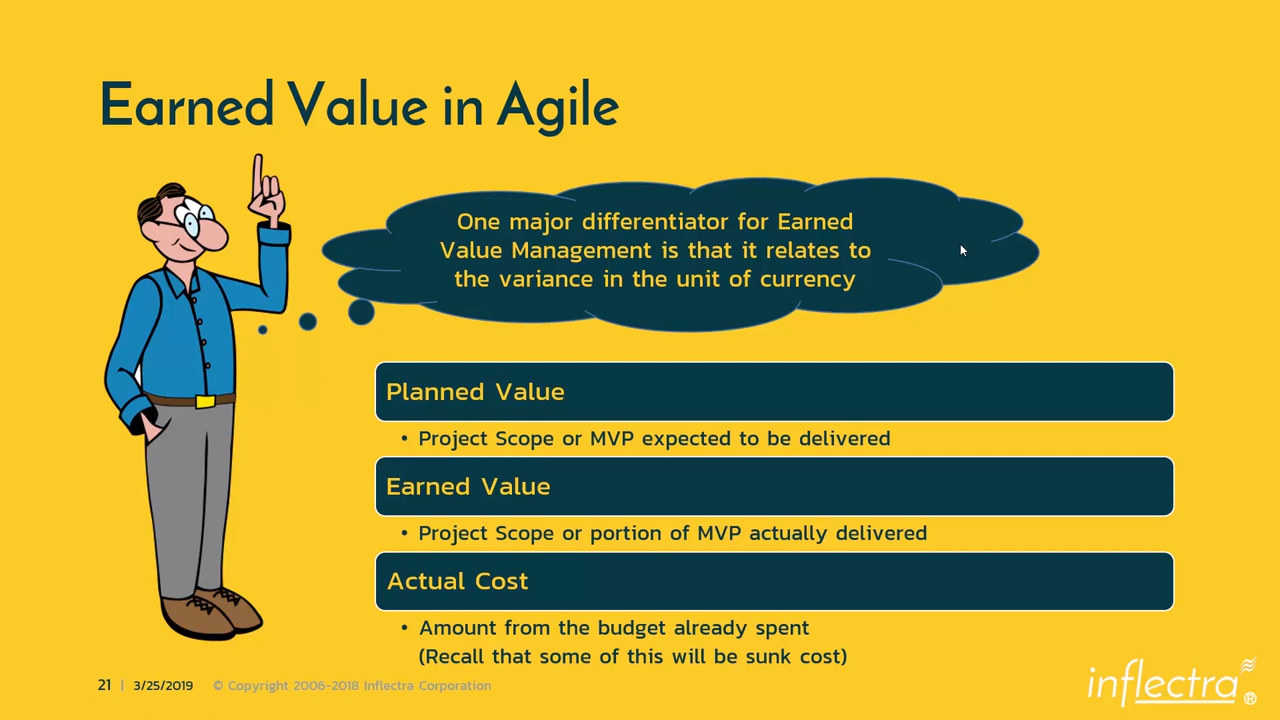 Earned Value in Agile
One major differentiator for Earned
Value Management is that it relates to
the variance in the unit of currency
Planned Value
• Project Scope or MVP expected to be delivered
Earned Value
• Project Scope or portion of MVP actually delivered
Actual Cost
• Amount from the budget already spent
(Recall that some of this will be sunk cost)
21 | 3/25/2019 © Copyright 2006-2018 Inflectra Corporation
inflectra®